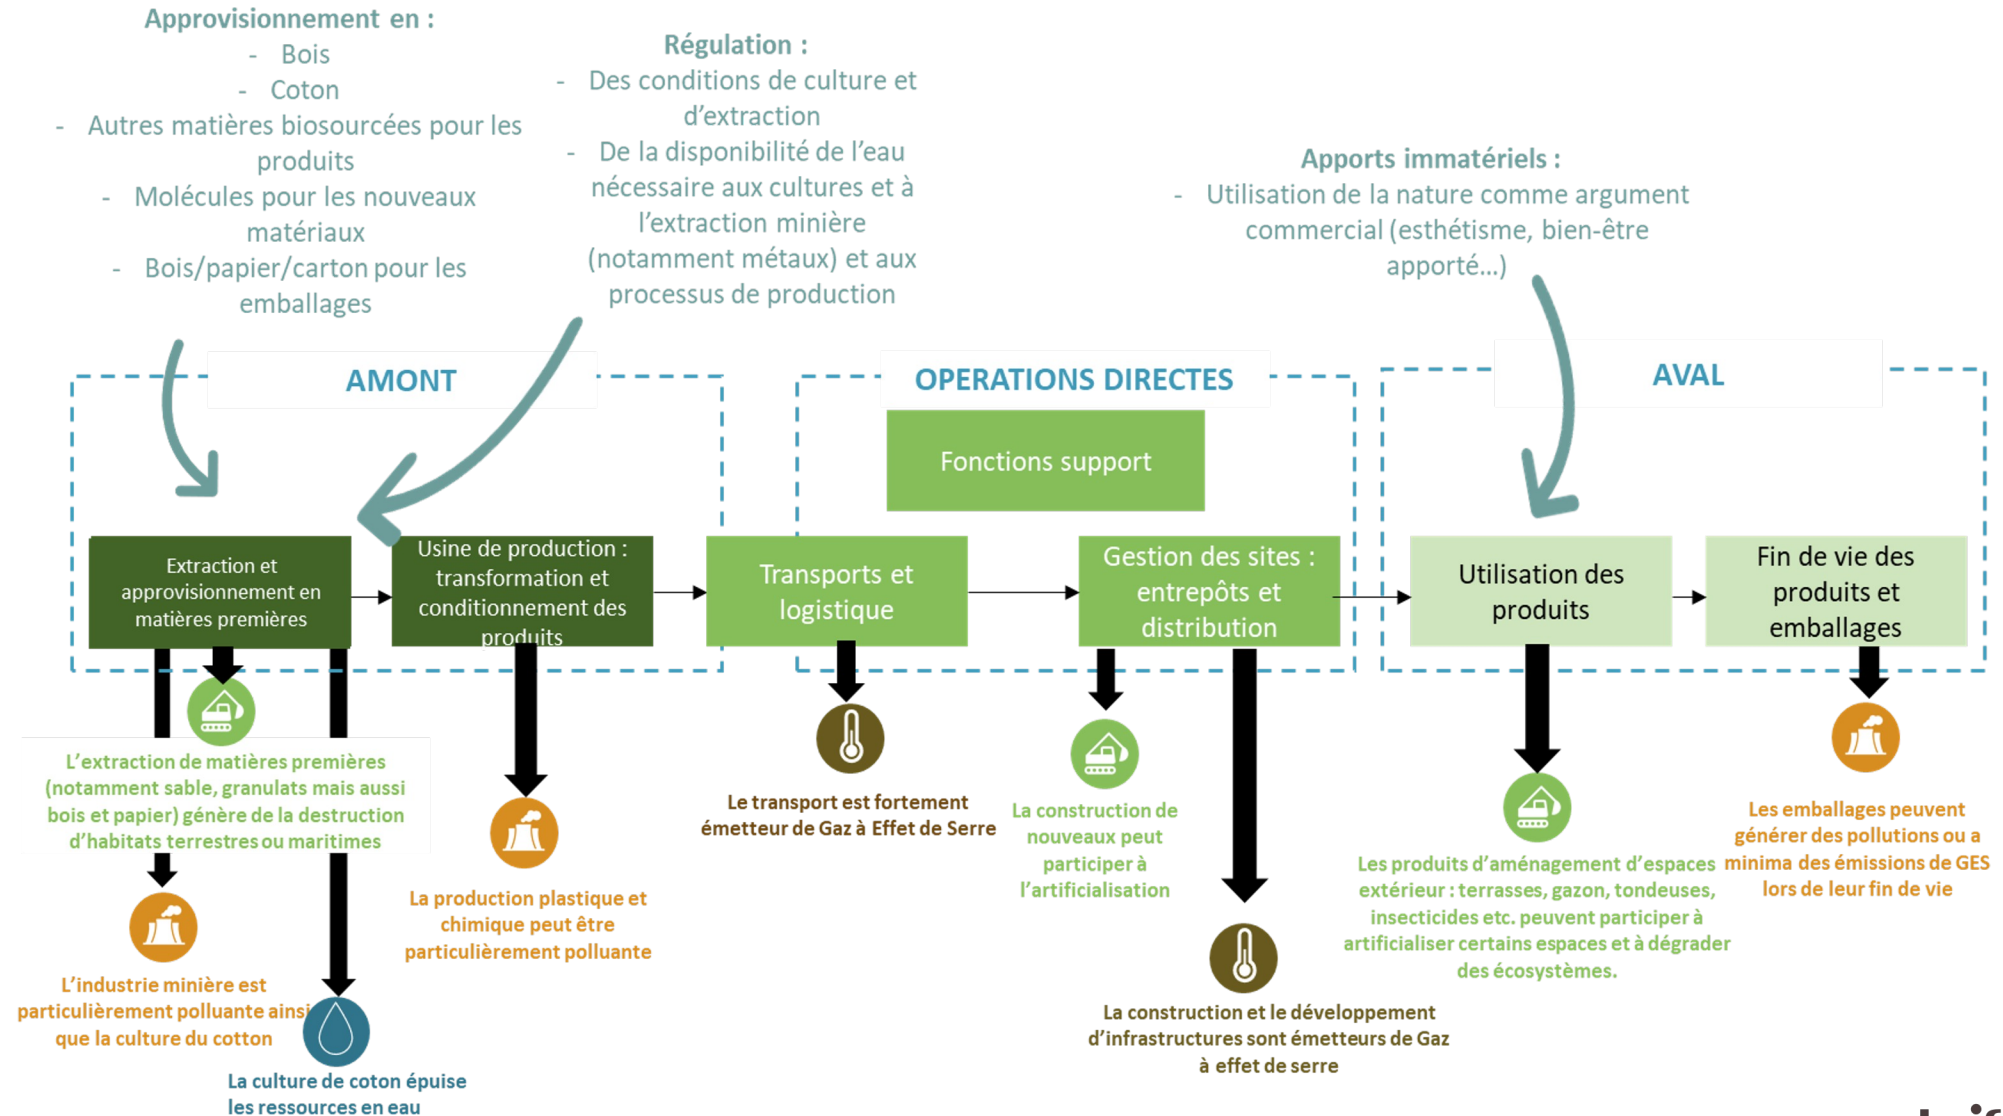 Approvisionnement en :
- Bois
- Coton
- Autres matières biosourcées pour les
produits
- Molécules pour les nouveaux
matériaux
- Bois/papier/carton pour les
emballages
Régulation :
- Des conditions de culture et
d’extraction
- De la disponibilité de l’eau
nécessaire aux cultures et à
l’extraction minière
(notamment métaux) et aux
processus de production
Apports immatériels :
- Utilisation de la nature comme argument
commercial (esthétisme, bien-être
apporté…)
AMONT
OPERATIONS DIRECTES
AVAL
Fonctions support
Extraction et
approvisionnement en
matières premières
Usine de production :
transformation et
conditionnement des
produits
Transports et
logistique
Gestion des sites :
entrepôts et
distribution
Utilisation des
produits
Fin de vie des
produits et
emballages
L’extraction de matières premières
(notamment sable, granulats mais aussi
bois et papier) génère de la destruction
d’habitats terrestres ou maritimes
L’industrie minière est
particulièrement polluante ainsi
que la culture du cotton
La culture de coton épuise
les ressources en eau
La production plastique et
chimique peut être
particulièrement polluante
Le transport est fortement
émetteur de Gaz à Effet de Serre
La construction de
nouveaux peut
participer à
l’artificialisation
La construction et le développement
d’infrastructures sont émetteurs de Gaz
à effet de serre
Les produits d’aménagement d’espaces
extérieur : terrasses, gazon, tondeuses,
insecticides etc. peuvent participer à
artificialiser certains espaces et à dégrader
des écosystèmes.
Les emballages peuvent
générer des pollutions ou a
minima des émissions de GES
lors de leur fin de vie